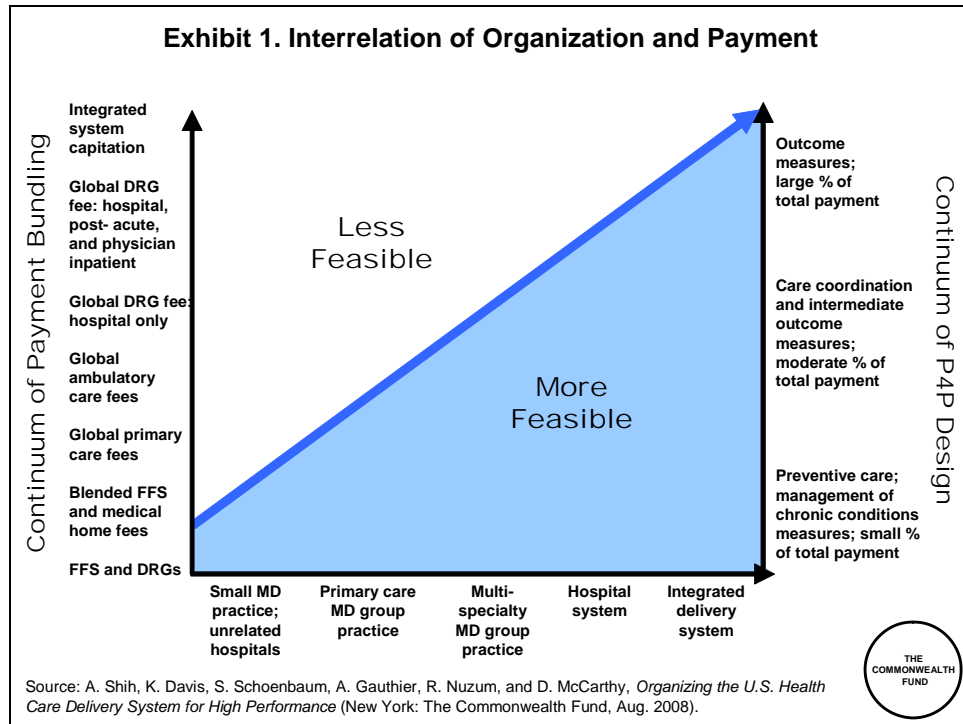 Exhibit 1. Interrelation of Organization and Payment
Continuum of Payment Bundling
Integrated
system
capitation
Global DRG
fee: hospital,
post- acute,
and physician
inpatient
Global DRG fee:
hospital only
Global
ambulatory
care fees
Global primary
care fees
Blended FFS
and medical
home fees
FFS and DRGs
Less
Feasible
More
Feasible
Outcome
measures;
large % of
total payment
Care coordination
and intermediate
outcome
measures;
moderate % of
total payment
Preventive care;
management of
chronic conditions
measures; small %
of total payment
Continuum of P4P Design
Small MD
practice;
unrelated
hospitals
Primary care
MD group
practice
Multi-
specialty
MD group
practice
Hospital
system
Integrated
delivery
system
Source: A. Shih, K. Davis, S. Schoenbaum, A. Gauthier, R. Nuzum, and D. McCarthy, Organizing the U.S. Health
Care Delivery System for High Performance (New York: The Commonwealth Fund, Aug. 2008).
THE
COMMONWEALTH
FUND